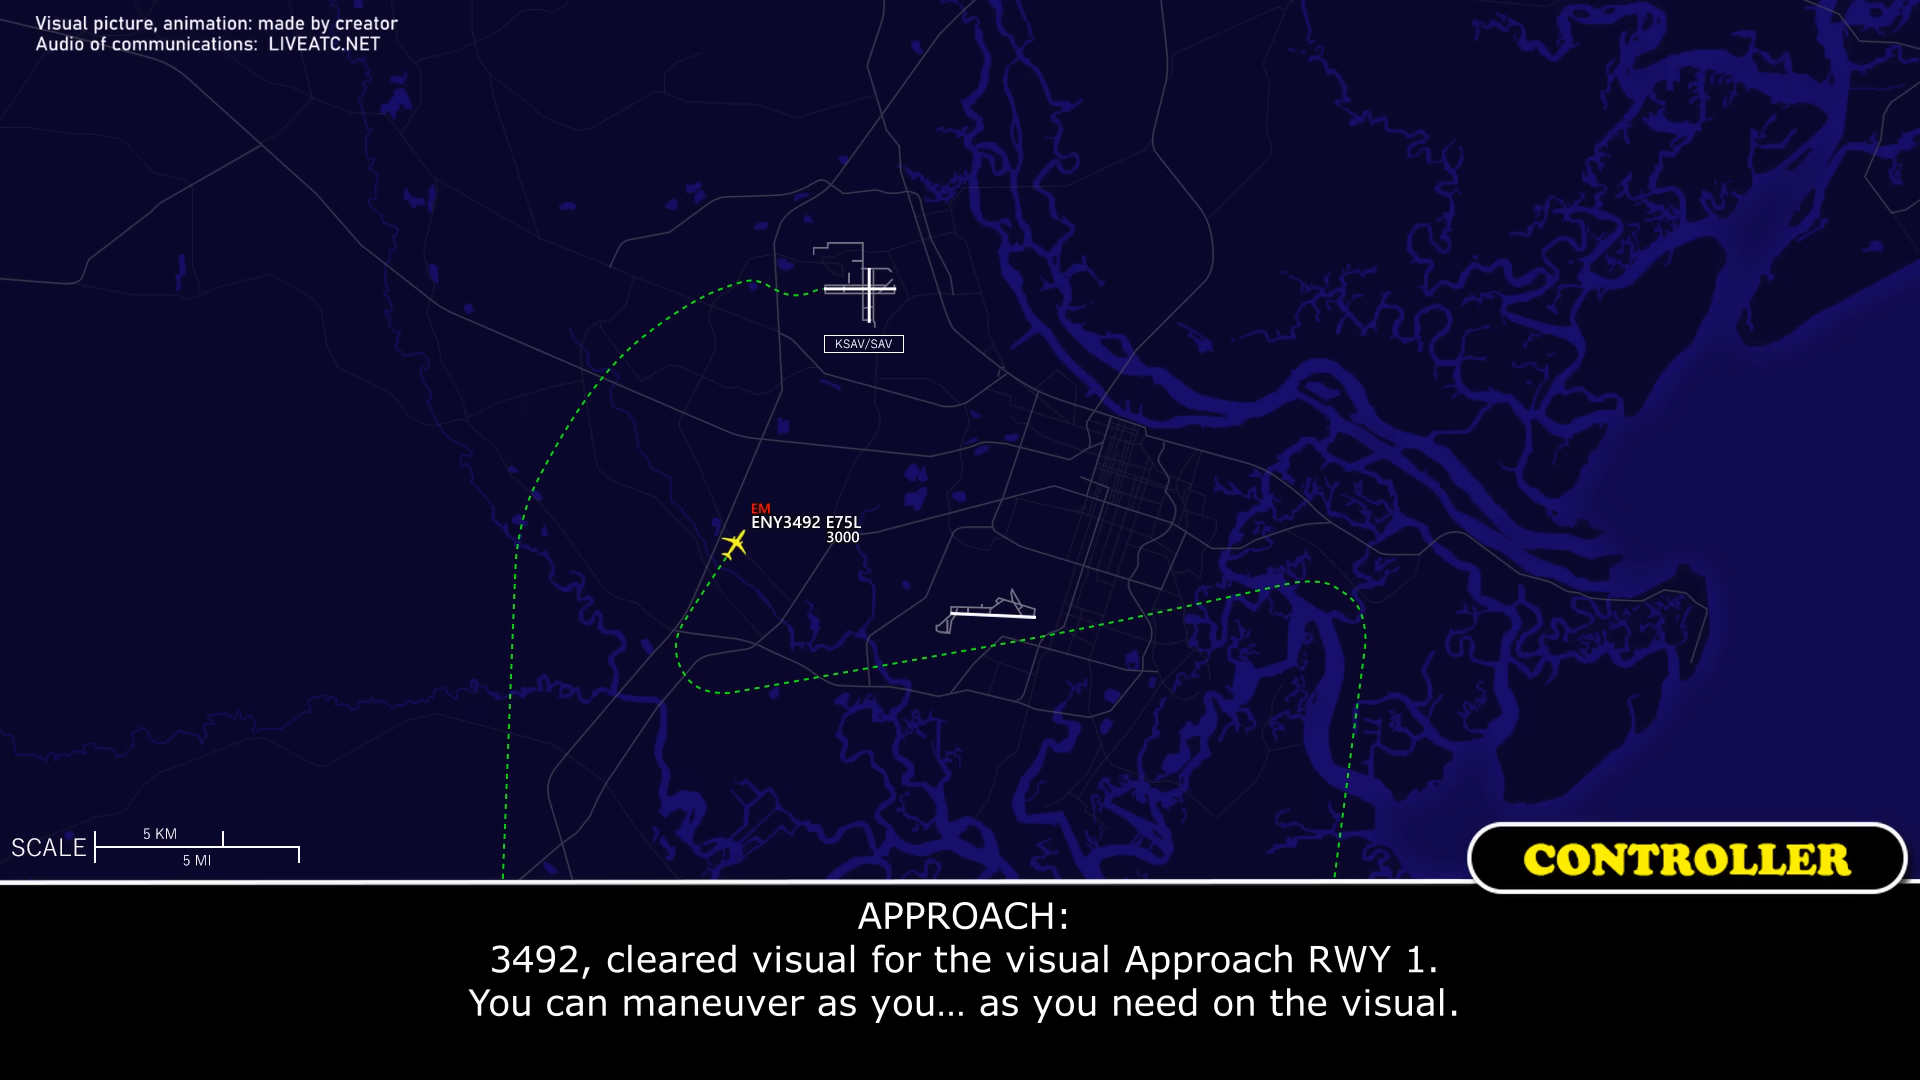 Visual picture, animation: made by creator
Audio of communications: LIVEATC.NET
KSAV/SAV
EM
ENY3492 E75L
3000
SCALE
5 KM
5 MI
CONTROLLER
APPROACH:
3492, cleared visual for the visual Approach RWY 1.
You can maneuver as you… as you need on the visual.